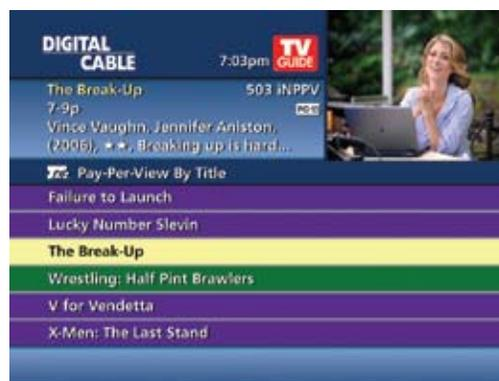 DIGITAL
CABLE
7:03pm
TV
GUIDE
The Break-Up 503 iNPPV
7-9p PG-13
Vince Vaughn, Jennifer Aniston.
(2006), ★★, Breaking up is hard...
Pay-Per-View By Title
Failure to Launch
Lucky Number Slevin
The Break-Up
Wrestling: Half Pint Brawlers
V for Vendetta
X-Men: The Last Stand